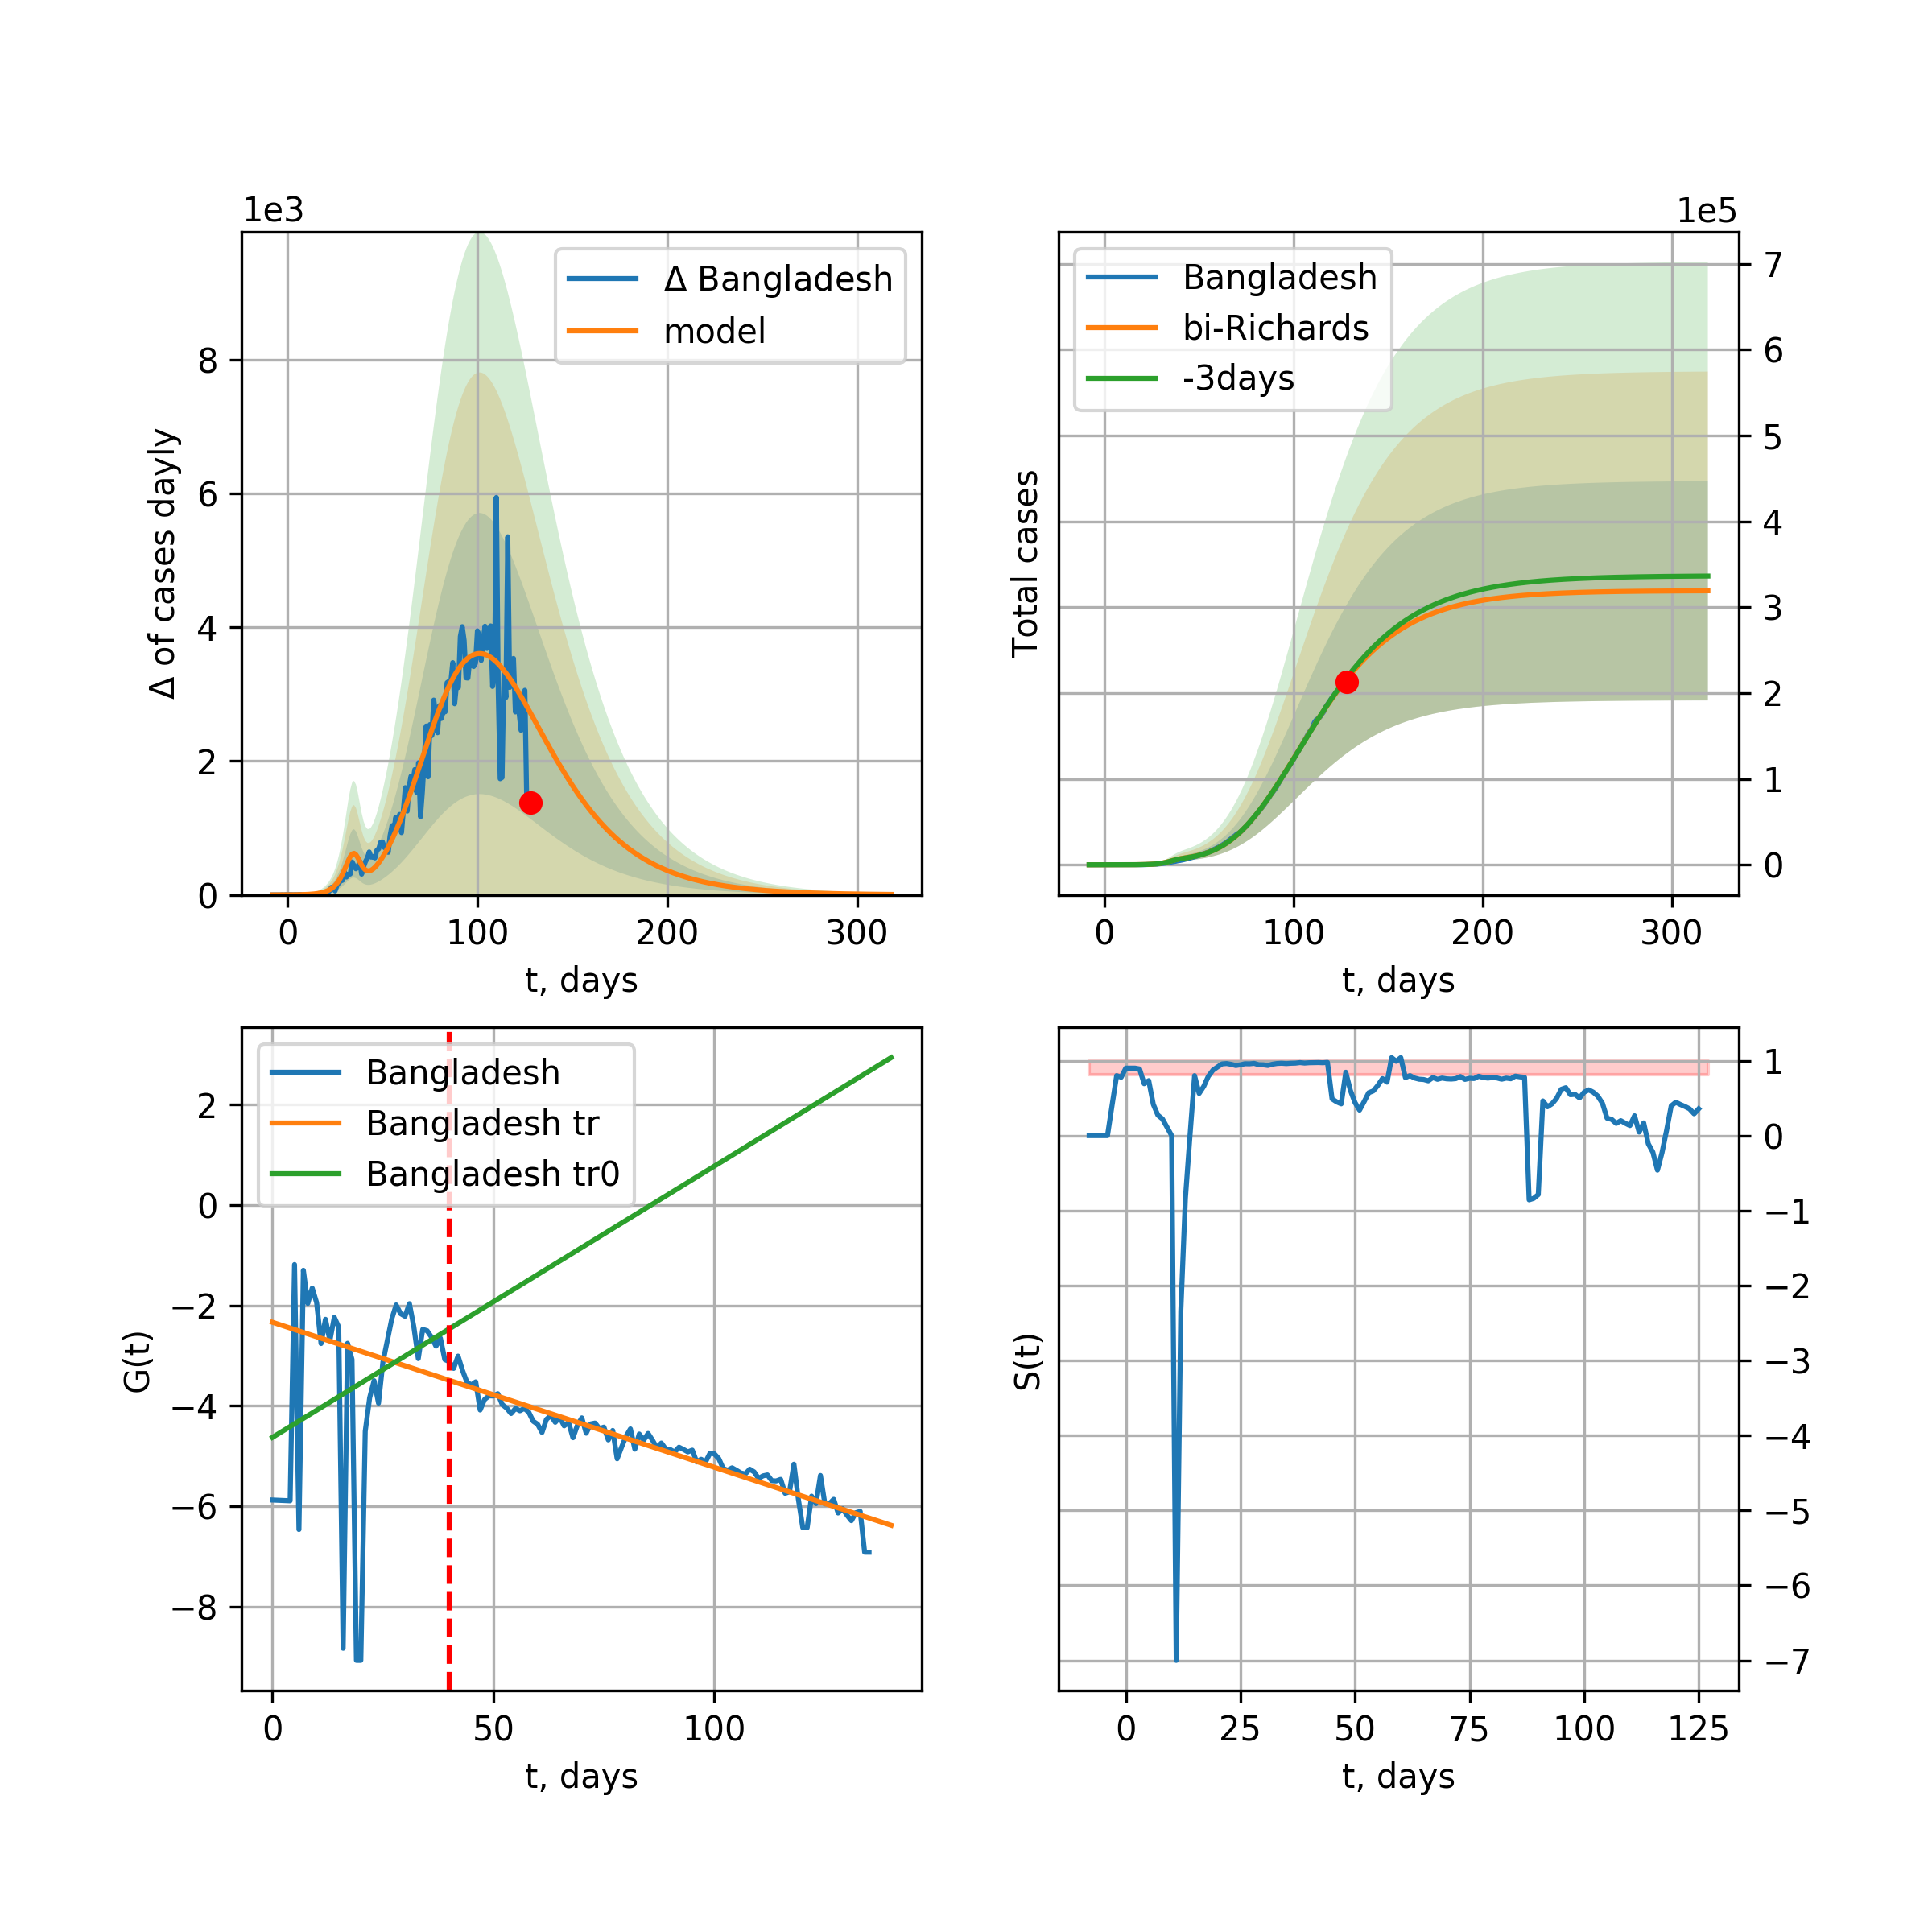 1e3
Δ of cases dayly
8
6
4
2
0
Δ Bangladesh
model
0 100 200 300
t, days
1e5
Total cases
Bangladesh
bi-Richards
-3days
7
6
5
4
3
2
1
0
0 100 200 300
t, days
G(t)
2
0
−2
−4
−6
−8
Bangladesh
Bangladesh tr
Bangladesh tr0
0 50 100
t, days
S(t)
1
0
−1
−2
−3
−4
−5
−6
−7
0 25 50 75 100 125
t, days